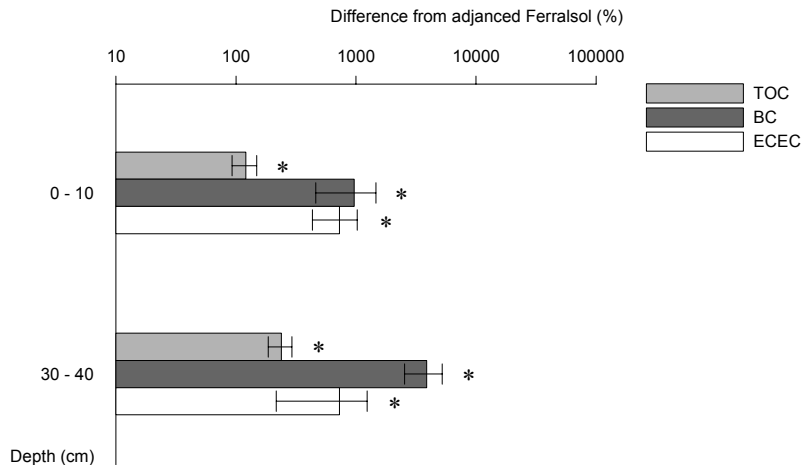 Difference from adjanced Ferralsol (%)
10 100 1000 10000 100000
TOC
BC
ECEC
*
0 - 10
*
*
*
30 - 40
*
*
Depth (cm)